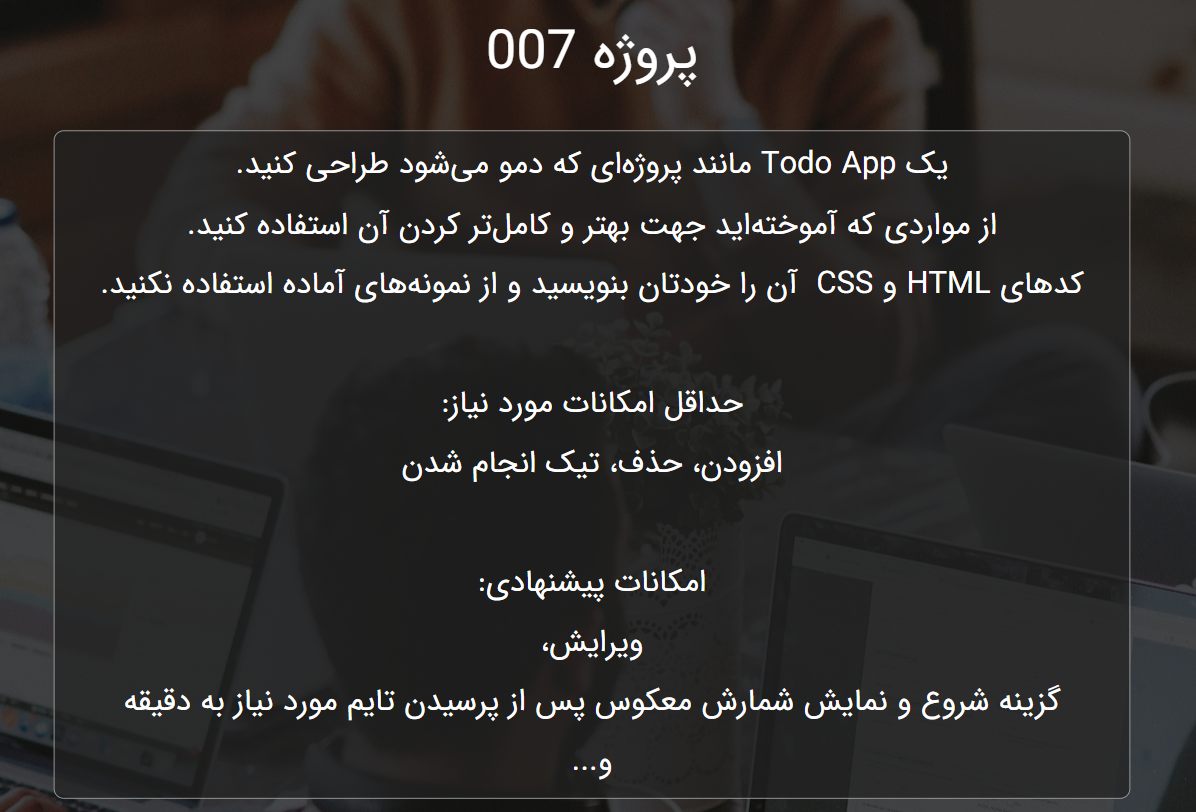 پروژه 007
یک Todo App مانند پروژه‌ای که دمو می‌شود طراحی کنید.
از مواردی که آموخته‌اید جهت بهتر و کامل‌تر کردن آن استفاده کنید.
کدهای HTML و CSS آن را خودتان بنویسید و از نمونه‌های آماده استفاده نکنید.
حداقل امکانات مورد نیاز:
افزودن، حذف، تیک انجام شدن
امکانات پیشنهادی:
ویرایش،
گزینه شروع و نمایش شمارش معکوس پس از پرسیدن تایم مورد نیاز به دقیقه
و...